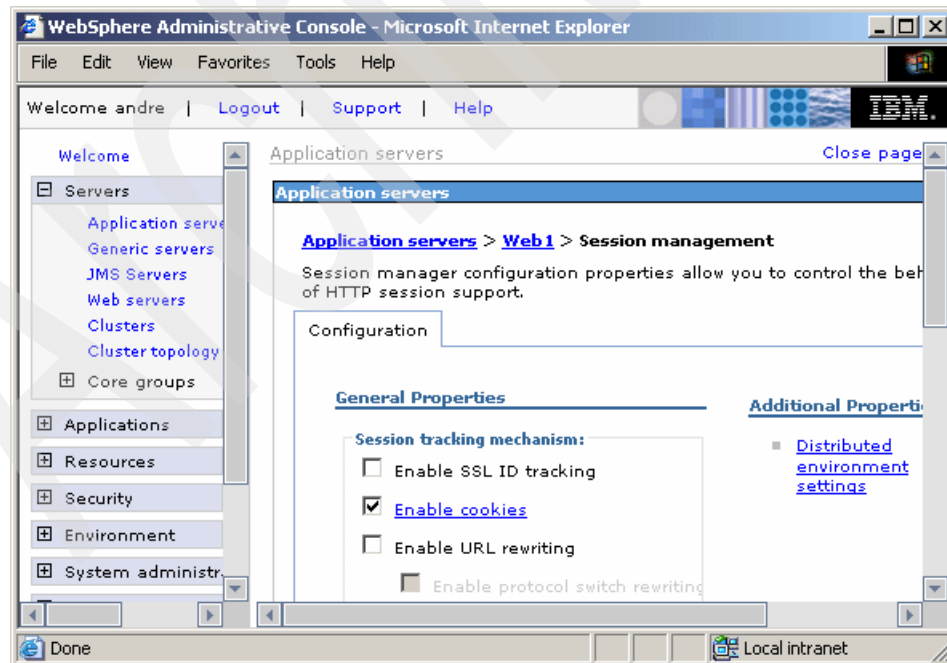 WebSphere Administrative Console - Microsoft Internet Explorer
File Edit View Favorites Tools Help
Welcome andre | Logout | Support | Help
IBM.
Welcome
Servers
Application serve
Generic servers
JMS Servers
Web servers
Clusters
Cluster topology
Core groups
Applications
Resources
Security
Environment
System administr
Application servers
Close page
Application servers
Application servers > Web1 > Session management
Session manager configuration properties allow you to control the beh
of HTTP session support.
Configuration
General Properties
Session tracking mechanism:
Enable SSL ID tracking
Enable cookies
Enable URL rewriting
Enable protocol switch rewriting
Additional Properti
Distributed
environment
settings
Done
Local intranet